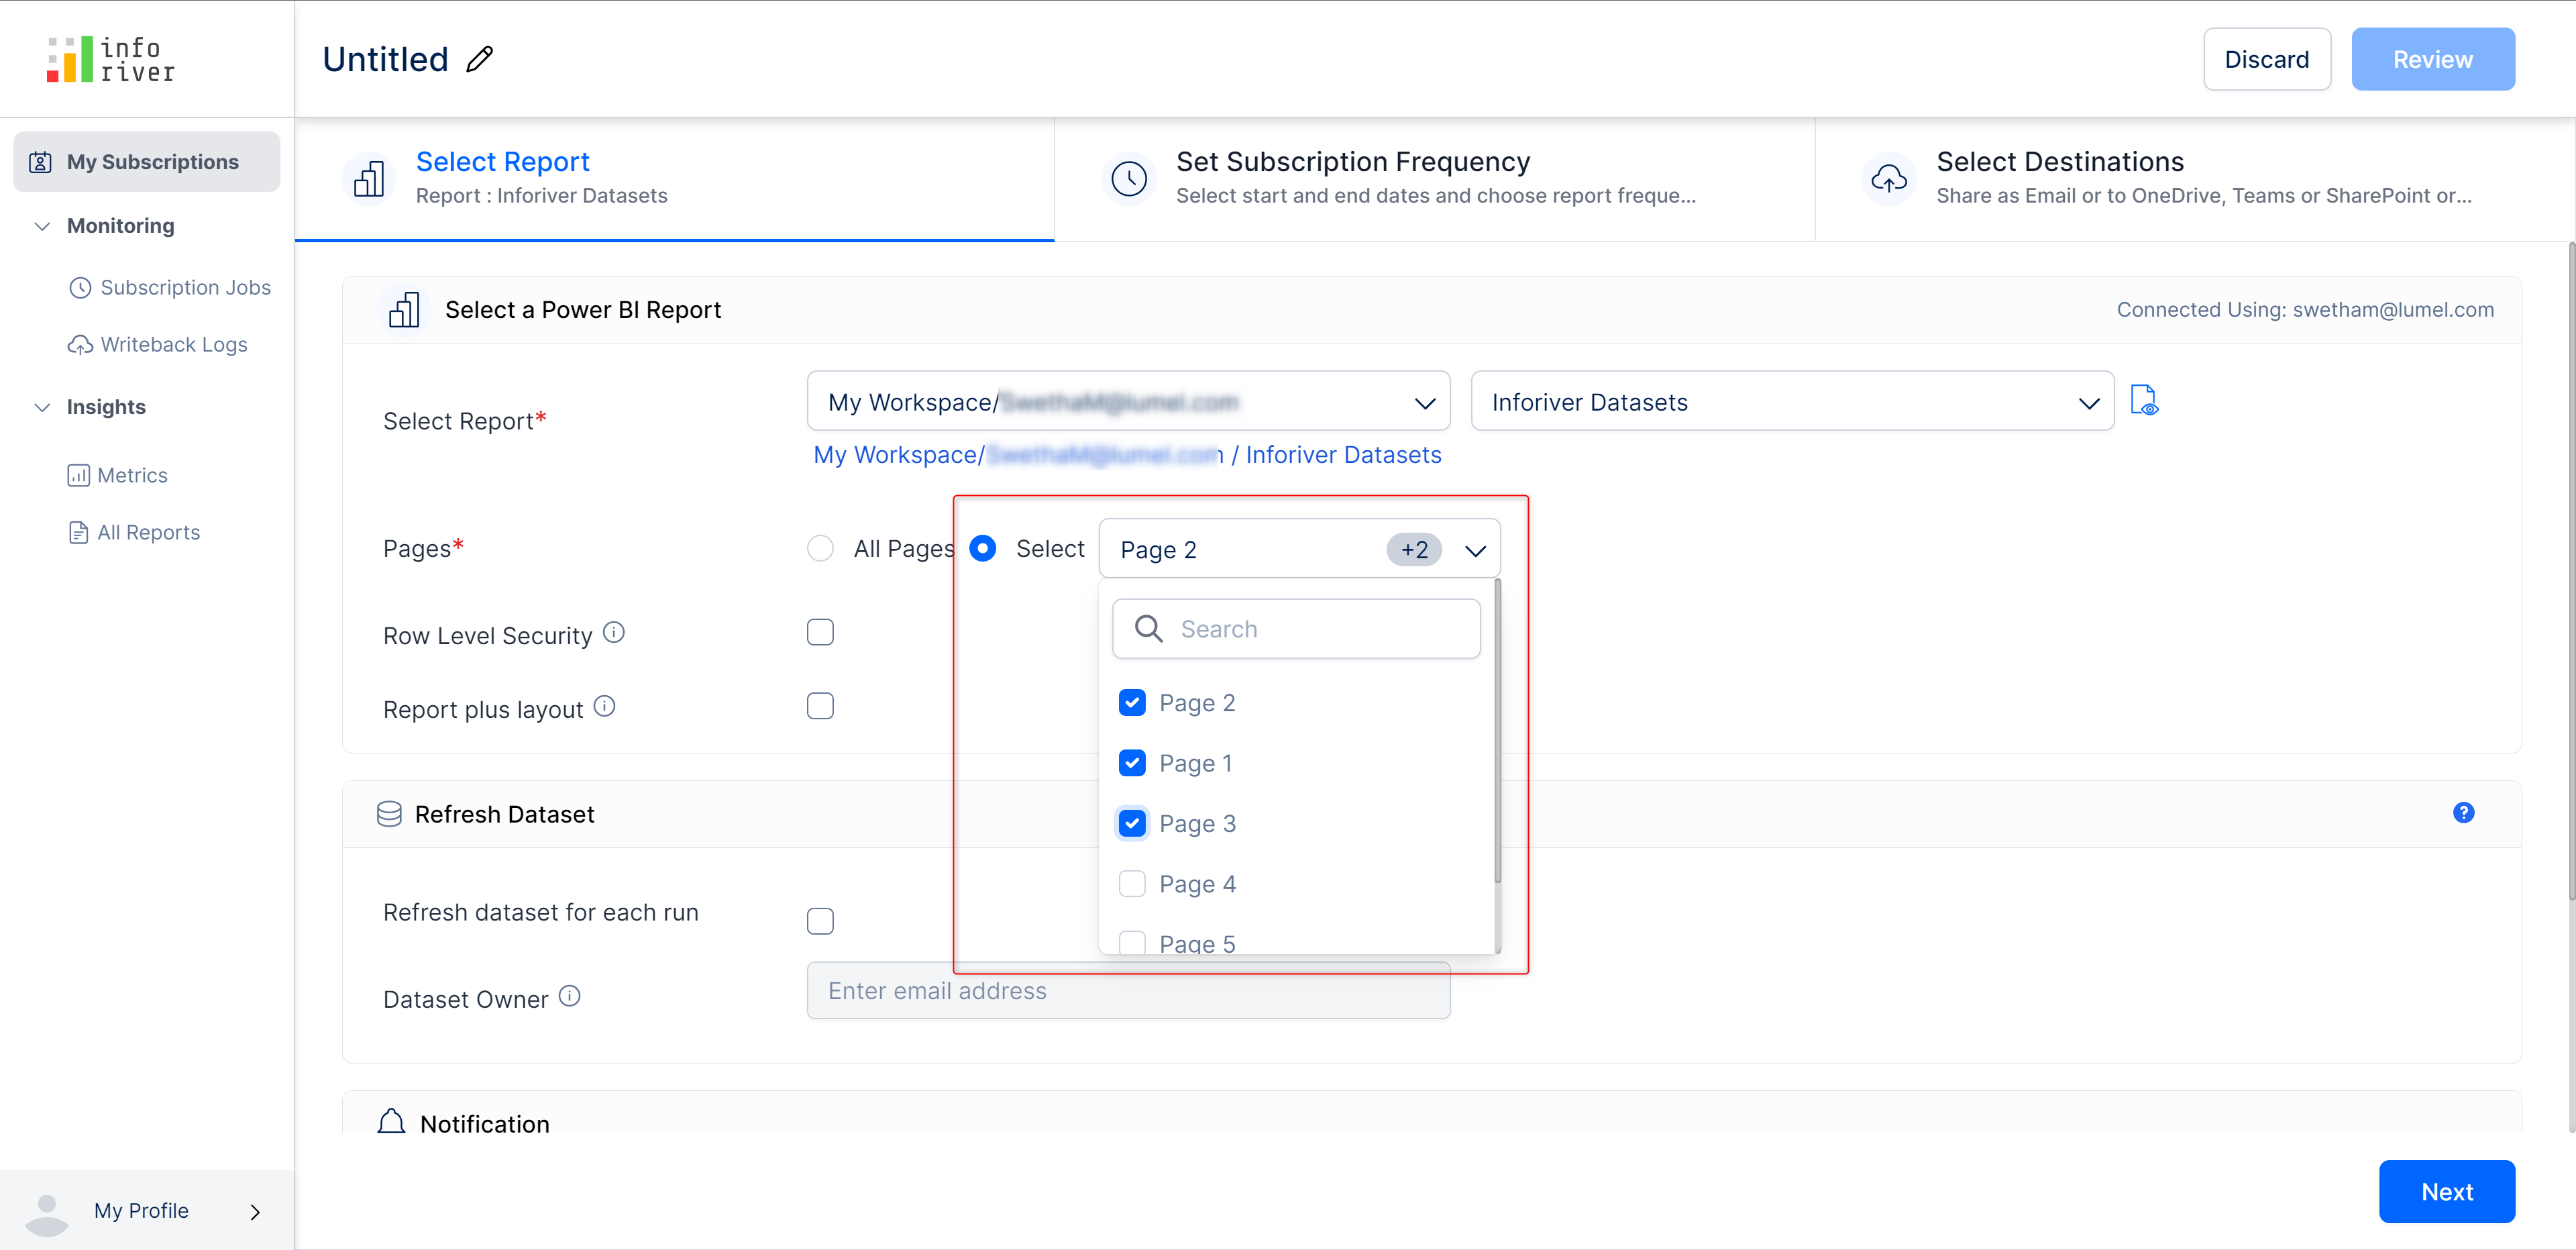 info
river
Untitled
Discard
Review
My Subscriptions
Monitoring
Subscription Jobs
Writeback Logs
Insights
Metrics
All Reports
My Profile
Select Report
Report : Inforiver Datasets
Set Subscription Frequency
Select start and end dates and choose report freque...
Select Destinations
Share as Email or to OneDrive, Teams or SharePoint or...
Select a Power BI Report
Connected Using: swetham@lumel.com
Select Report*
My Workspace/
Inforiver Datasets
My Workspace/ / Inforiver Datasets
Pages*
All Pages
Select
Page 2
+2
Search
Page 2
Page 1
Page 3
Page 4
Page 5
Row Level Security
Report plus layout
Refresh Dataset
?
Refresh dataset for each run
Dataset Owner
Enter email address
Notification
Next